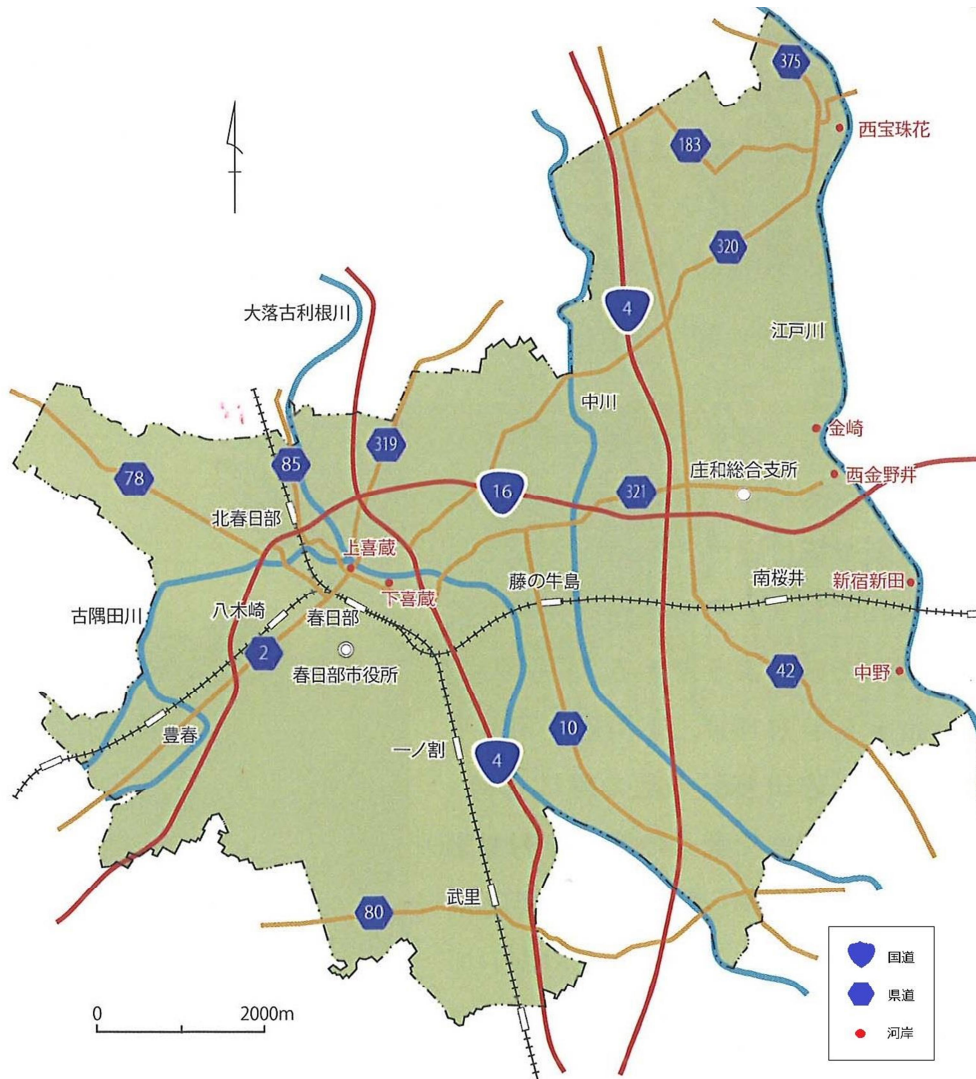 375
西宝珠花
183
320
大落古利根川
4
江戸川
中川
金崎
319
85
78
16
321
庄和総合支所
西金野井
北春日部
上喜蔵
下喜蔵
藤の牛島
南桜井
新宿新田
古隅田川
八木崎
春日部
2
春日部市役所
42
中野
10
豊春
一ノ割
4
武里
80
国道
県道
河岸
0 2000m